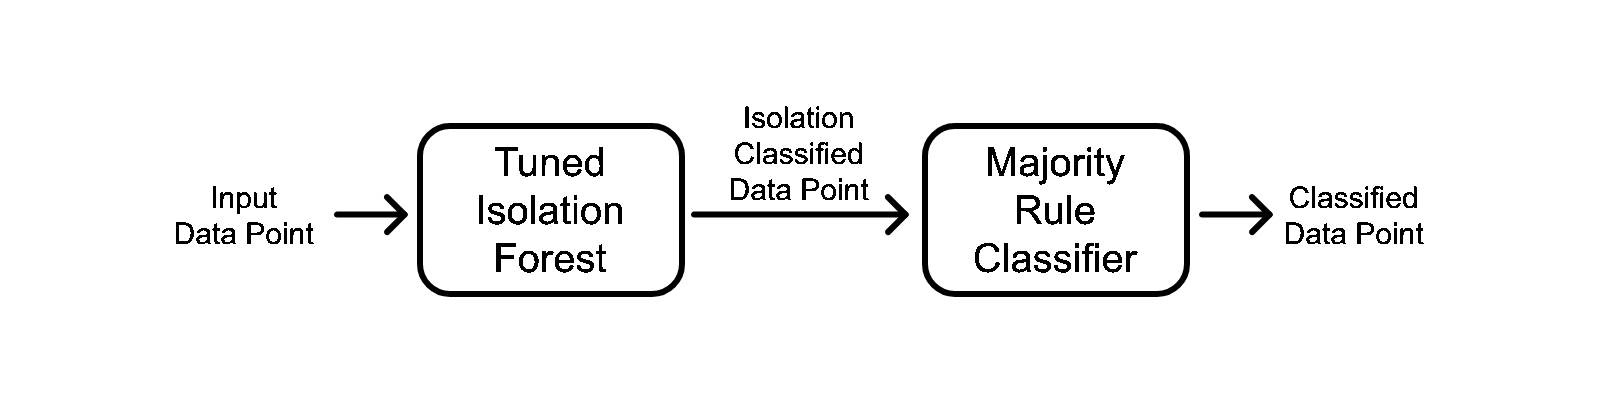 Input
Data Point
Tuned
Isolation
Forest
Isolation
Classified
Data Point
Majority
Rule
Classifier
Classified
Data Point